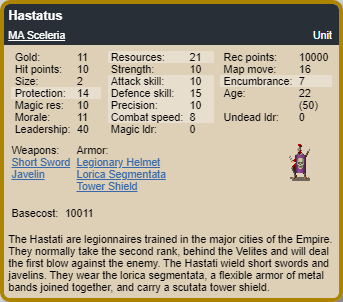 Hastatus
MA Sceleria Unit
Gold: 11 Resources: 21 Rec points: 10000
Hit points: 10 Strength: 10 Map move: 16
Size: 2 Attack skill: 10 Encumbrance: 7
Protection: 14 Defence skill: 15 Age: 22
Magic res: 10 Precision: 10 (50)
Morale: 11 Combat speed: 8 Undead ldr: 0
Leadership: 40 Magic ldr: 0
Weapons: Armor:
Short Sword Legionary Helmet
Javelin Lorica Segmentata
Tower Shield
Basecost: 10011
The Hastati are legionnaires trained in the major cities of the Empire.
They normally take the second rank, behind the Velites and will deal
the first blow against the enemy. The Hastati wield short swords and
javelins. They wear the lorica segmentata, a flexible armor of metal
bands joined together, and carry a scutata tower shield.